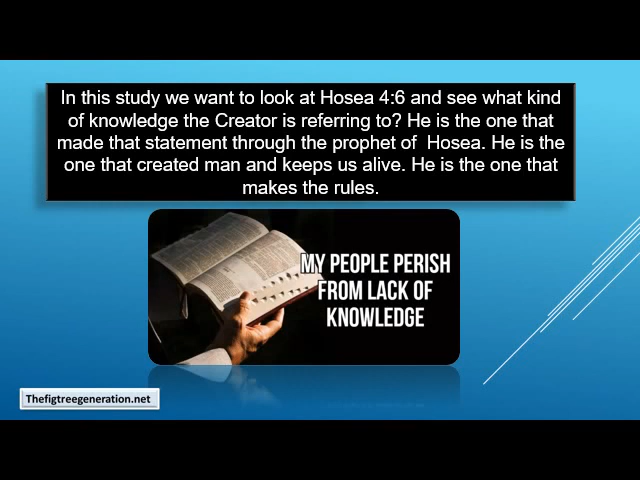 In this study we want to look at Hosea 4:6 and see what kind
of knowledge the Creator is referring to? He is the one that
made that statement through the prophet of  Hosea. He is the
one that created man and keeps us alive. He is the one that
makes the rules.
MY PEOPLE PERISH
FROM LACK OF
KNOWLEDGE
Thefigtreegeneration.net